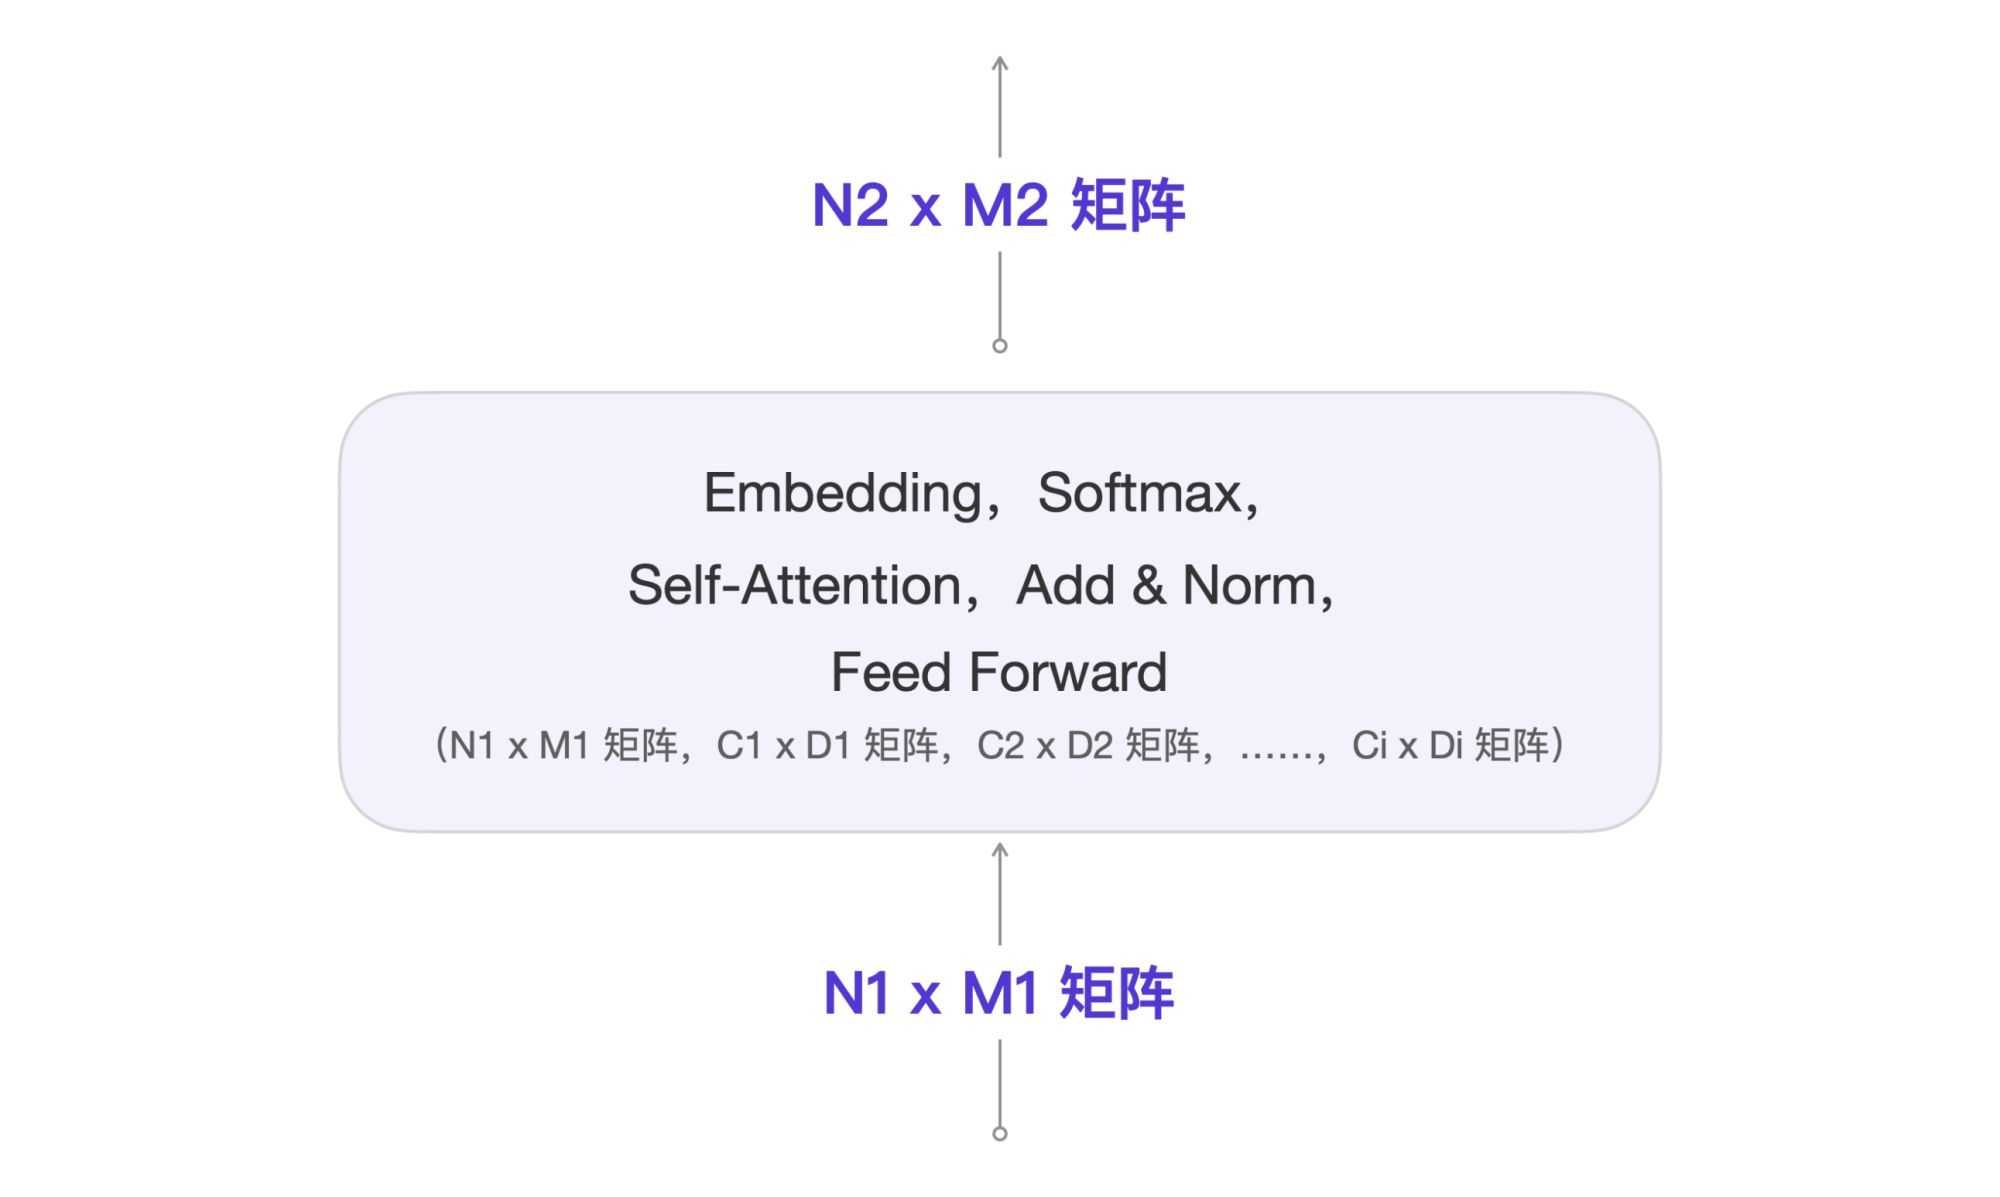 N2 x M2 矩阵
Embedding，Softmax，
Self-Attention，Add & Norm，
Feed Forward
（N1 x M1 矩阵，C1 x D1 矩阵，C2 x D2 矩阵，……，Ci x Di 矩阵）
N1 x M1 矩阵